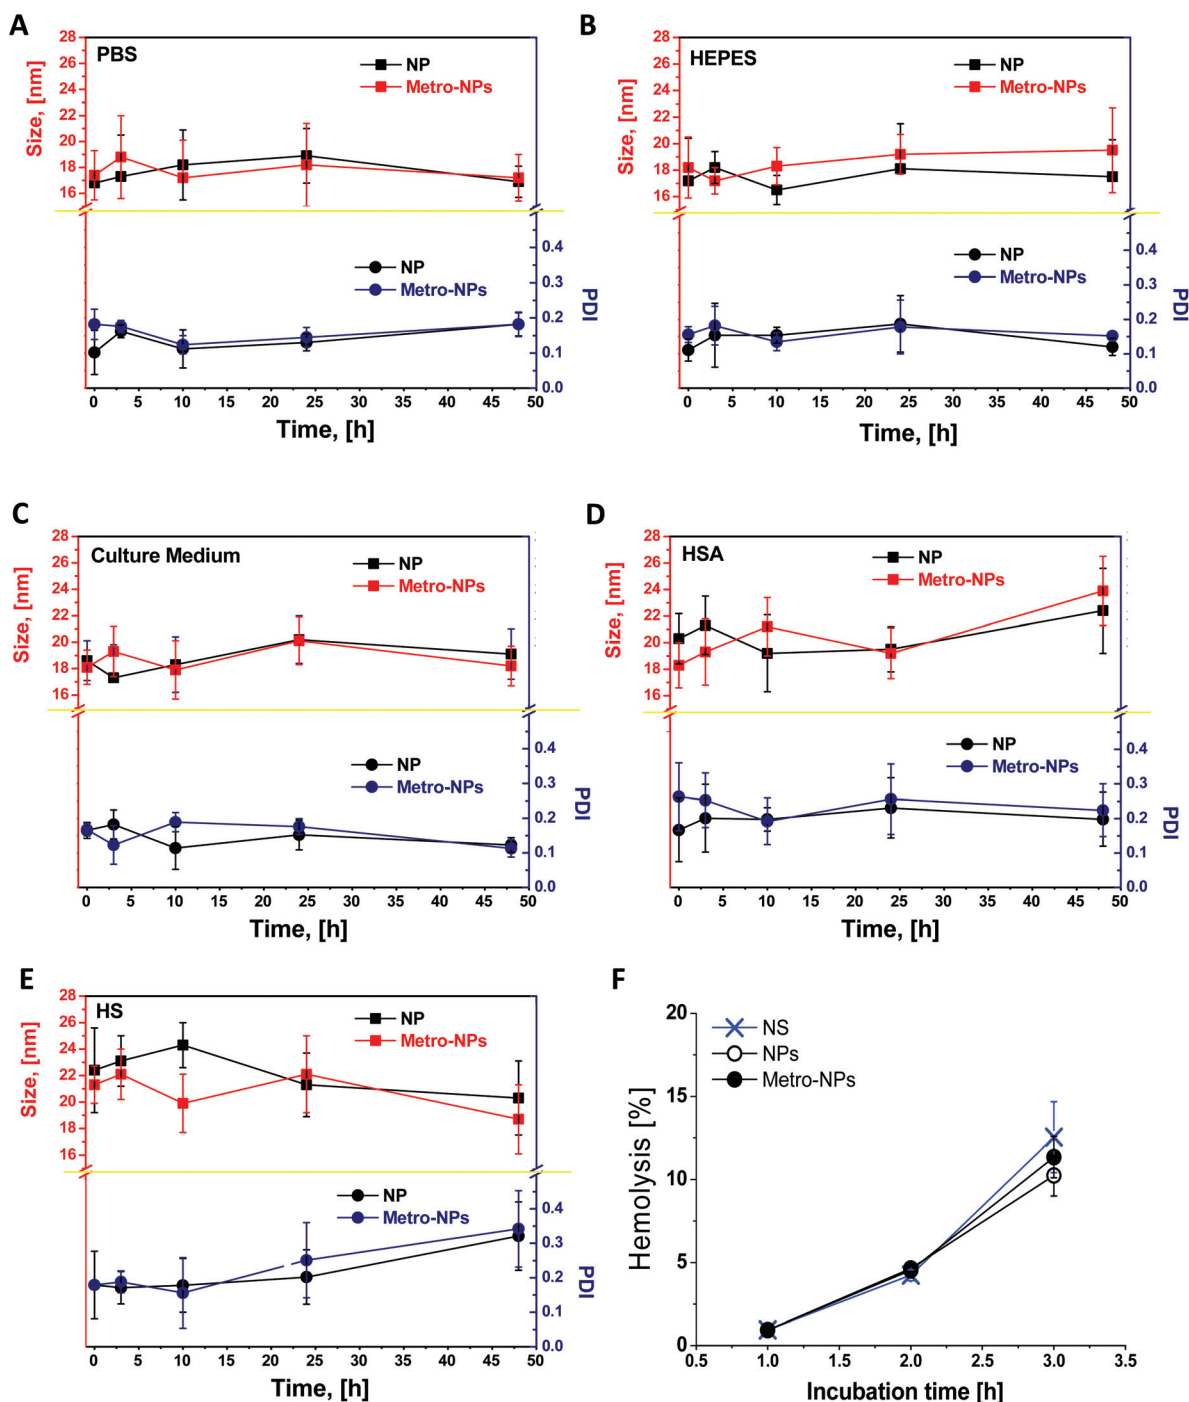 A
PBS
NP
Metro-NPs
Size, [nm]
28
26
24
22
20
18
16
NP
Metro-NPs
PDI
0.4
0.3
0.2
0.1
0.0
0 5 10 15 20 25 30 35 40 45 50
Time, [h]
B
HEPES
NP
Metro-NPs
Size, [nm]
28
26
24
22
20
18
16
NP
Metro-NPs
PDI
0.4
0.3
0.2
0.1
0.0
0 5 10 15 20 25 30 35 40 45 50
Time, [h]
C
Culture Medium
NP
Metro-NPs
Size, [nm]
28
26
24
22
20
18
16
NP
Metro-NPs
PDI
0.4
0.3
0.2
0.1
0.0
0 5 10 15 20 25 30 35 40 45 50
Time, [h]
D
HSA
NP
Metro-NPs
Size, [nm]
28
26
24
22
20
18
16
NP
Metro-NPs
PDI
0.4
0.3
0.2
0.1
0.0
0 5 10 15 20 25 30 35 40 45 50
Time, [h]
E
HS
NP
Metro-NPs
Size, [nm]
28
26
24
22
20
18
16
NP
Metro-NPs
PDI
0.4
0.3
0.2
0.1
0.0
0 5 10 15 20 25 30 35 40 45 50
Time, [h]
F
NS
NPs
Metro-NPs
Hemolysis [%]
20
15
10
5
0
0.5 1.0 1.5 2.0 2.5 3.0 3.5
Incubation time [h]